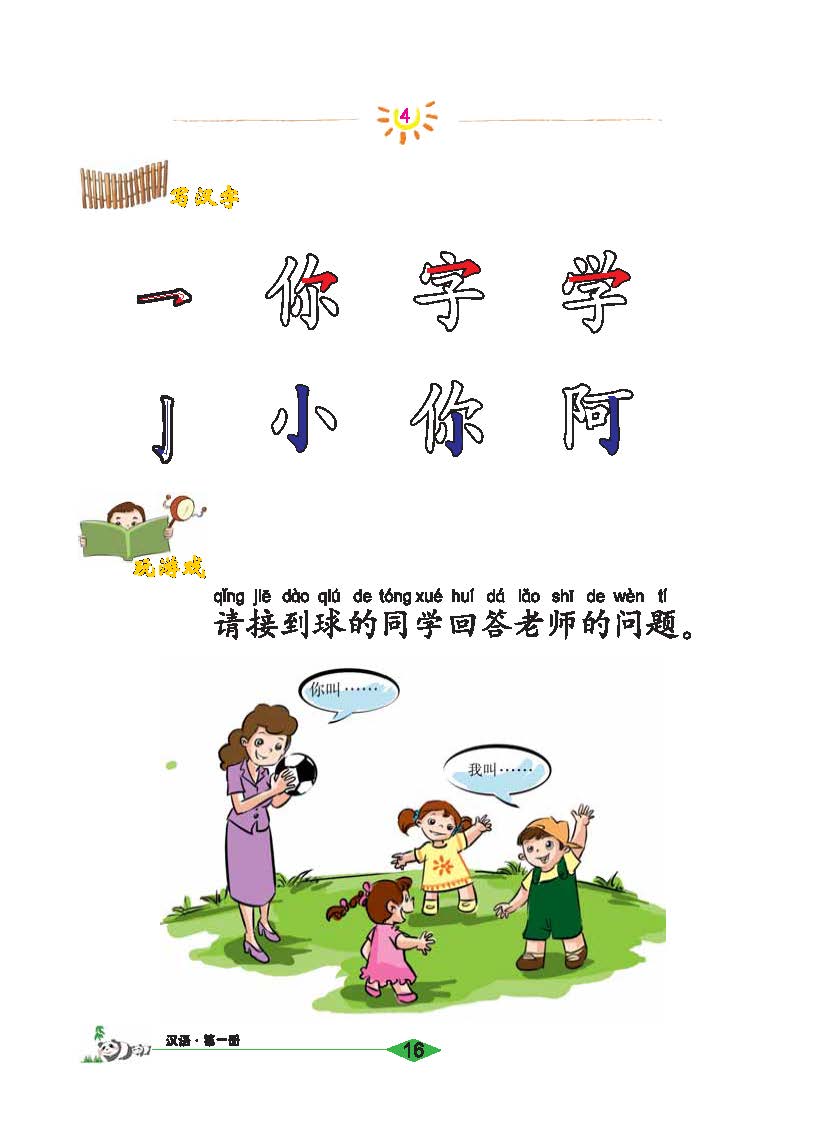 4
写汉字
乛 你 字 学
亅 小 你 阿
玩游戏
qǐng jiē dào qiú de tóng xué huí dá lǎo shī de wèn tí
请接到球的同学回答老师的问题。
你叫……
我叫……
汉语·第一册
16